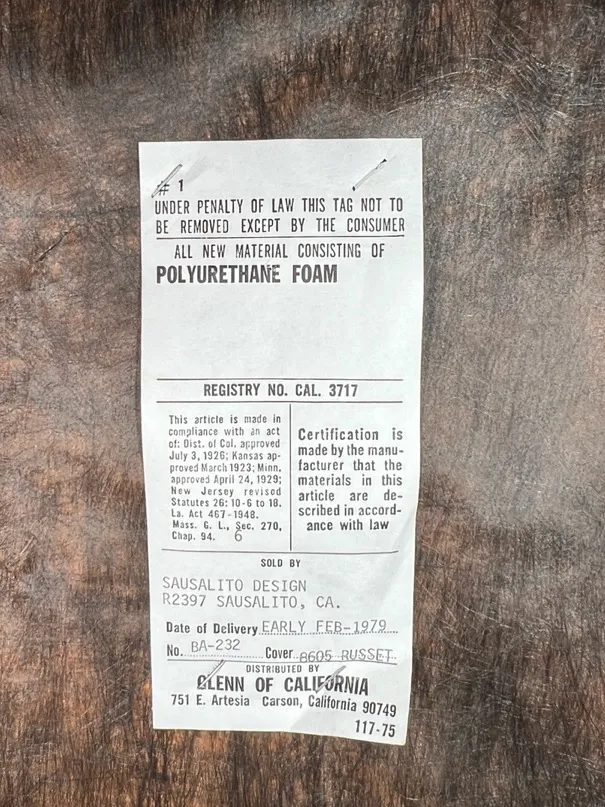 # 1
UNDER PENALTY OF LAW THIS TAG NOT TO
BE REMOVED EXCEPT BY THE CONSUMER
ALL NEW MATERIAL CONSISTING OF
POLYURETHANE FOAM
REGISTRY NO. CAL. 3717
This article is made in
compliance with an act
of: Dist. of Col. approved
July 3, 1926; Kansas ap-
proved March 1923; Minn.
approved April 24, 1929;
New Jersey revised
Statutes 26: 10-6 to 18.
La. Act 467-1948.
Mass. G. L., Sec. 270,
Chap. 94. 6
Certification is
made by the manu-
facturer that the
materials in this
article are de-
scribed in accord-
ance with law
SOLD BY
SAUSALITO DESIGN
R2397 SAUSALITO, CA.
Date of Delivery EARLY FEB-1979
No. BA-232 Cover 8605 RUSSET
DISTRIBUTED BY
GLENN OF CALIFORNIA
751 E. Artesia Carson, California 90749
117-75